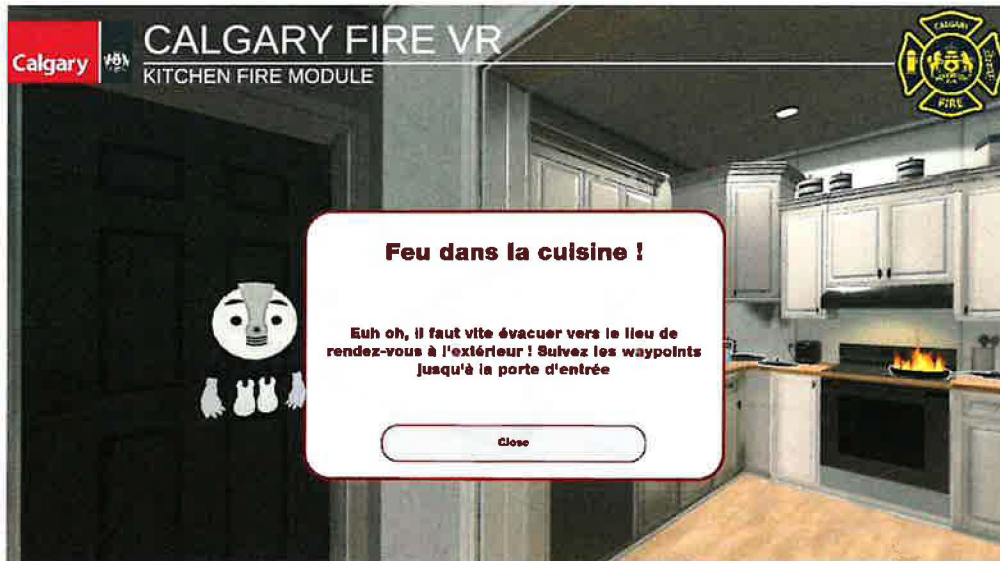 Calgary
CALGARY FIRE VR
KITCHEN FIRE MODULE
CALGARY
FIRE
Feu dans la cuisine !
Euh oh, il faut vite évacuer vers le lieu de
rendez-vous à l'extérieur ! Suivez les waypoints
jusqu'à la porte d'entrée
Close